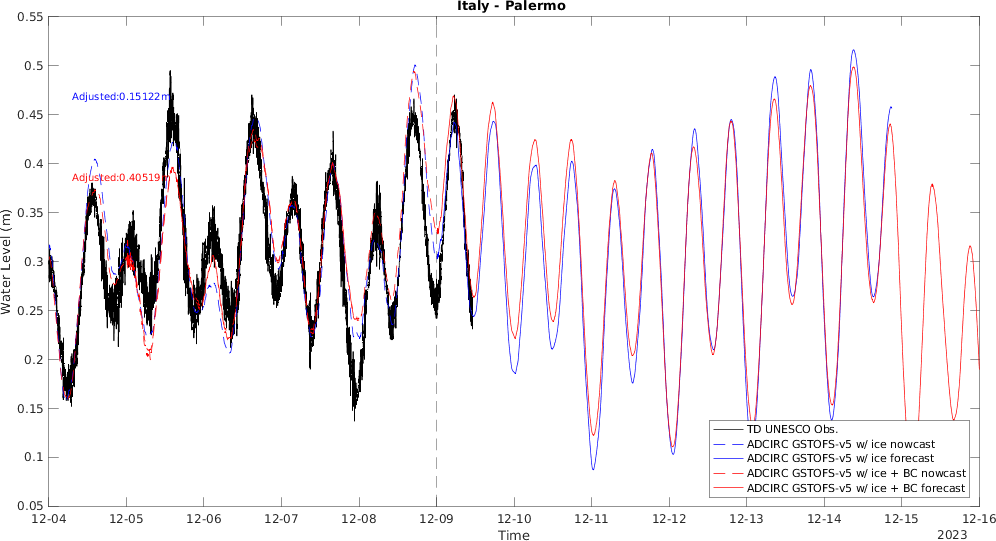 Italy - Palermo
0.55
0.5
0.45
0.4
0.35
0.3
0.25
0.2
0.15
0.1
0.05
Water Level (m)
Adjusted:0.15122m
Adjusted:0.40519
TD UNESCO Obs.
ADCIRC GSTOFS-v5 w/ ice nowcast
ADCIRC GSTOFS-v5 w/ ice forecast
ADCIRC GSTOFS-v5 w/ ice + BC nowcast
ADCIRC GSTOFS-v5 w/ ice + BC forecast
12-04 12-05 12-06 12-07 12-08 12-09 12-10 12-11 12-12 12-13 12-14 12-15 12-16
Time
2023